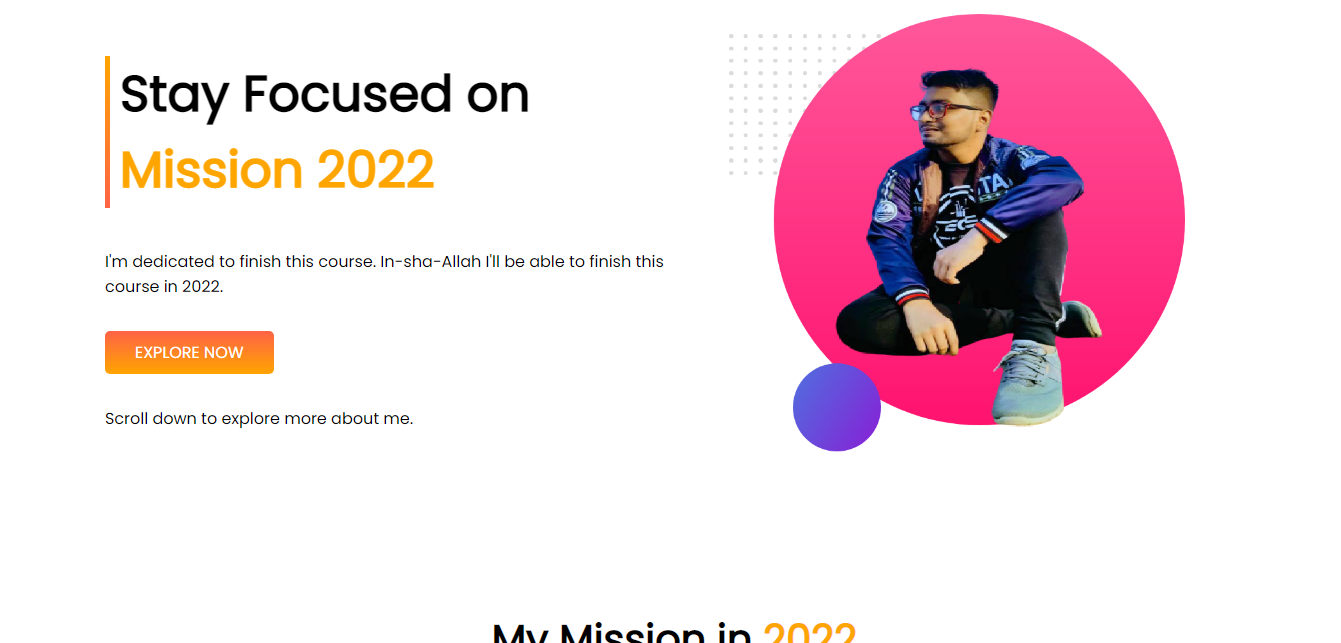 Stay Focused on
Mission 2022
I'm dedicated to finish this course. In-sha-Allah I'll be able to finish this
course in 2022.
EXPLORE NOW
Scroll down to explore more about me.
My Mission in 2022